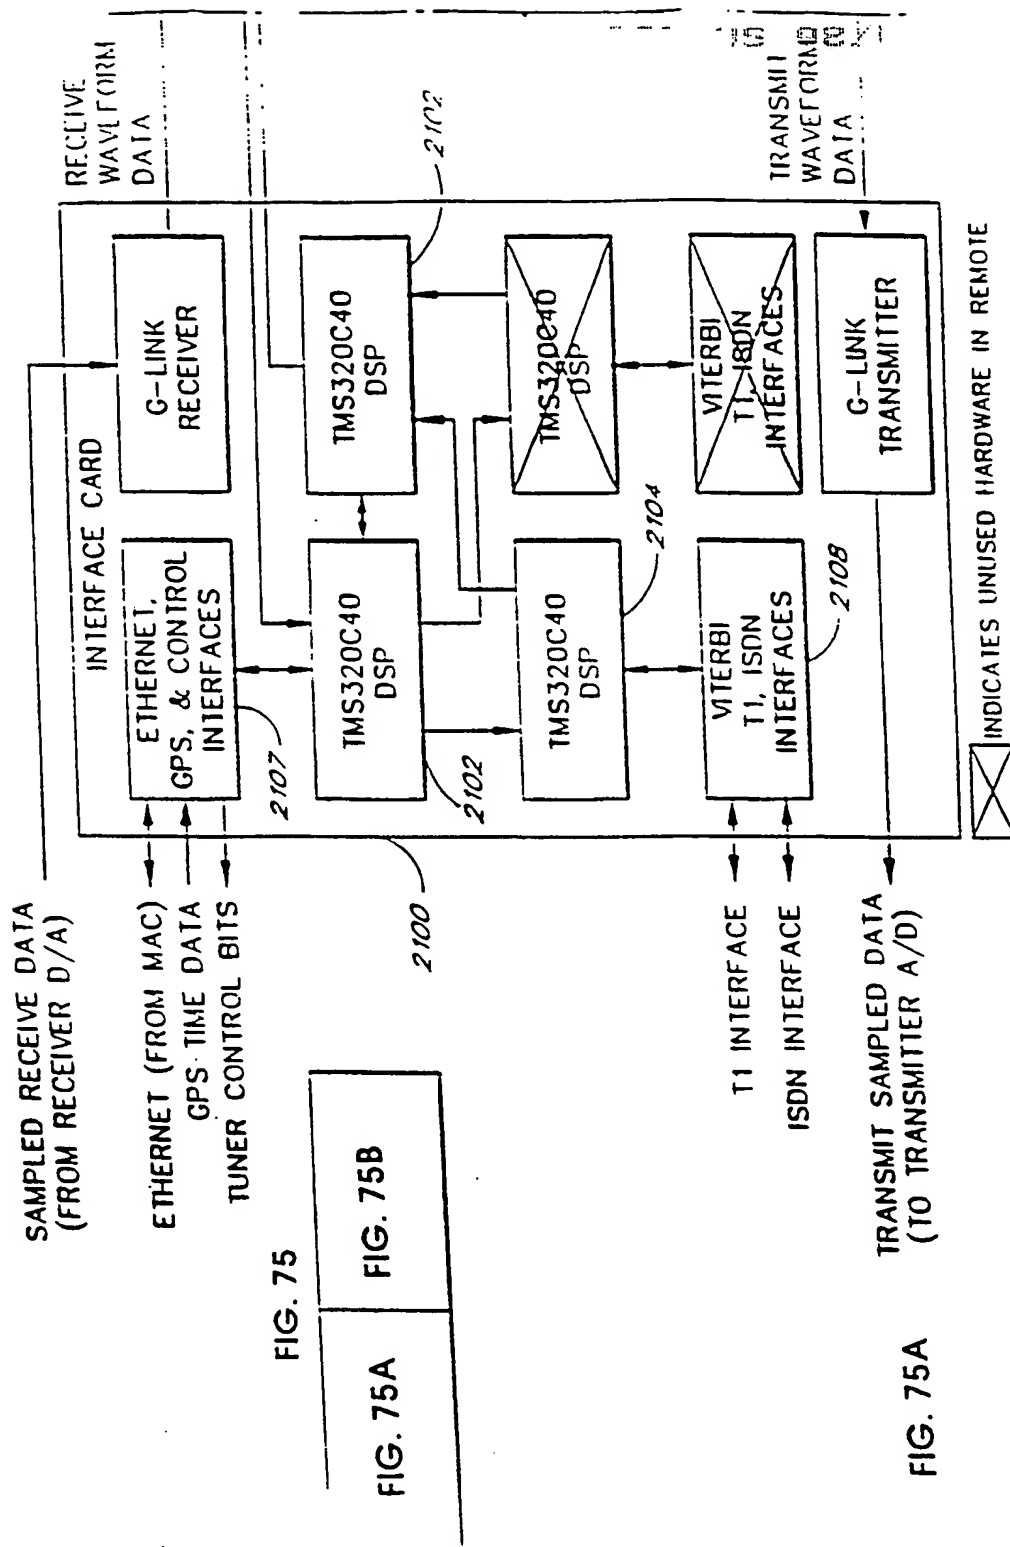 SAMPLED RECEIVE DATA
(FROM RECEIVER D/A)
ETHERNET (FROM MAC)
GPS TIME DATA
TUNER CONTROL BITS
INTERFACE CARD
ETHERNET,
GPS, & CONTROL
INTERFACES
2107
G-LINK
RECEIVER
RECEIVE
WAVEFORM
DATA
FIG. 75
FIG. 75A
FIG. 75B
2100
TMS320C40
DSP
2102
TMS320C40
DSP
2102
TMS320C40
DSP
2104
TMS320C40
DSP
T1 INTERFACE
ISDN INTERFACE
VITERBI
T1, ISDN
INTERFACES
2108
VITERBI
T1, ISDN
INTERFACES
TRANSMIT
WAVEFORM
DATA
TRANSMIT SAMPLED DATA
(TO TRANSMITTER A/D)
G-LINK
TRANSMITTER
FIG. 75A
INDICATES UNUSED HARDWARE IN REMOTE